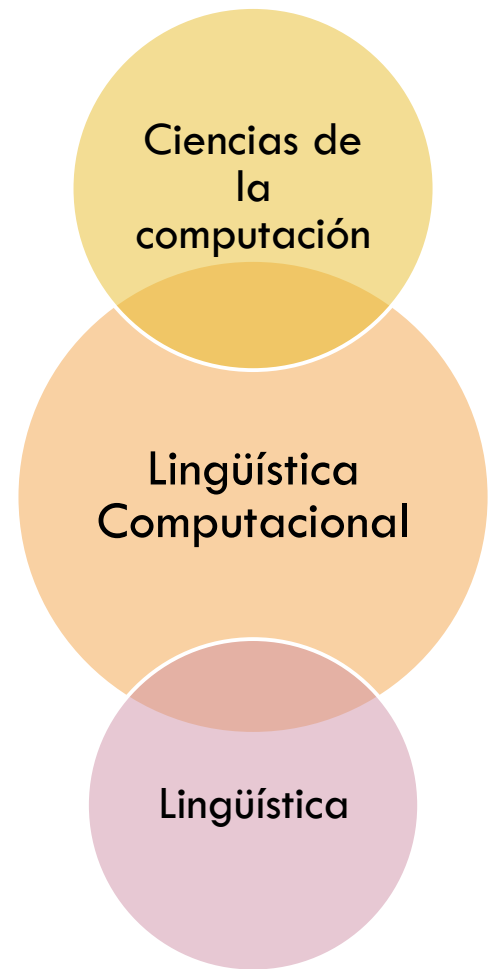 Ciencias de
la
computación
Lingüística
Computacional
Lingüística